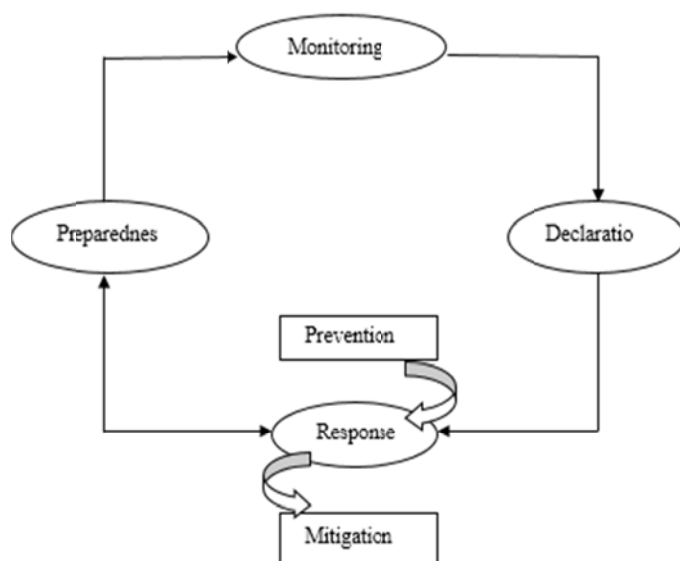 Monitoring
Preparednes
Declaratio
Prevention
Response
Mitigation